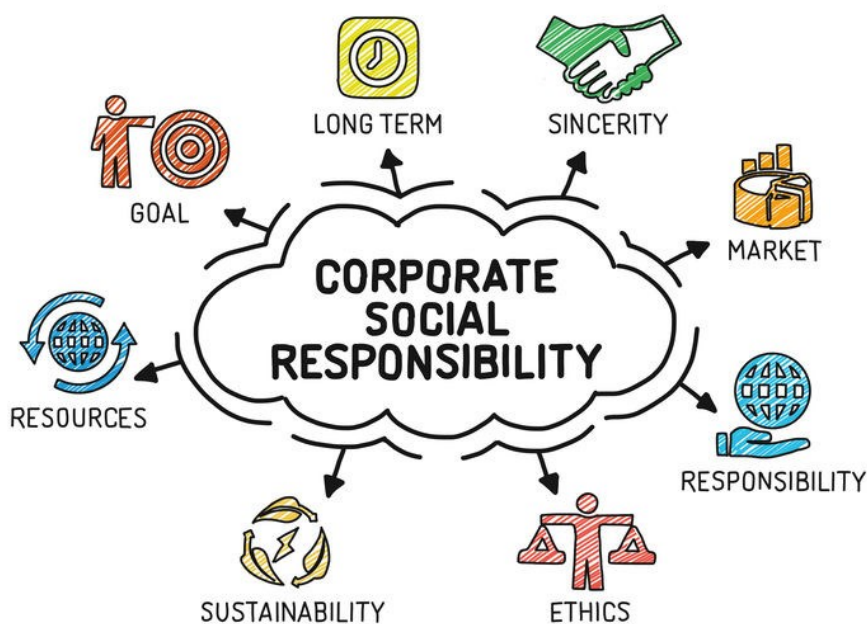 LONG TERM
SINCERITY
GOAL
MARKET
CORPORATE
SOCIAL
RESPONSIBILITY
RESOURCES
RESPONSIBILITY
SUSTAINABILITY
ETHICS